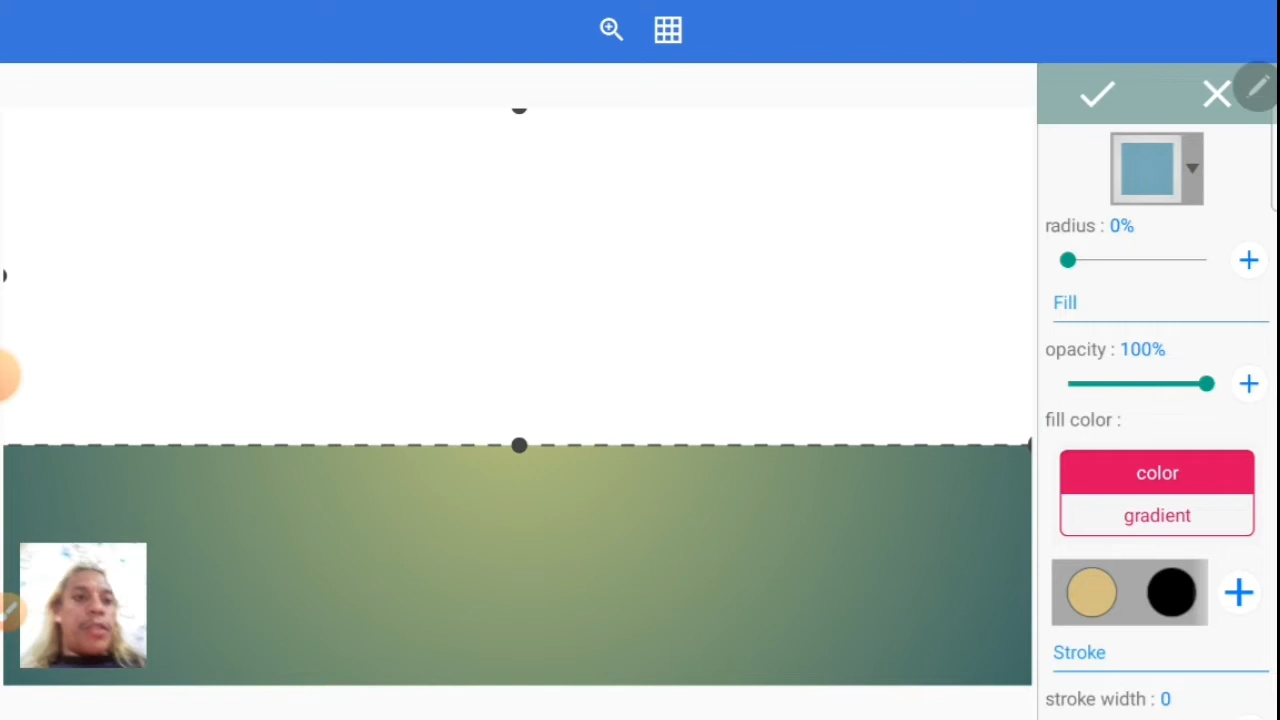 radius : 0%
Fill
opacity : 100%
fill color :
color
gradient
Stroke
stroke width : 0